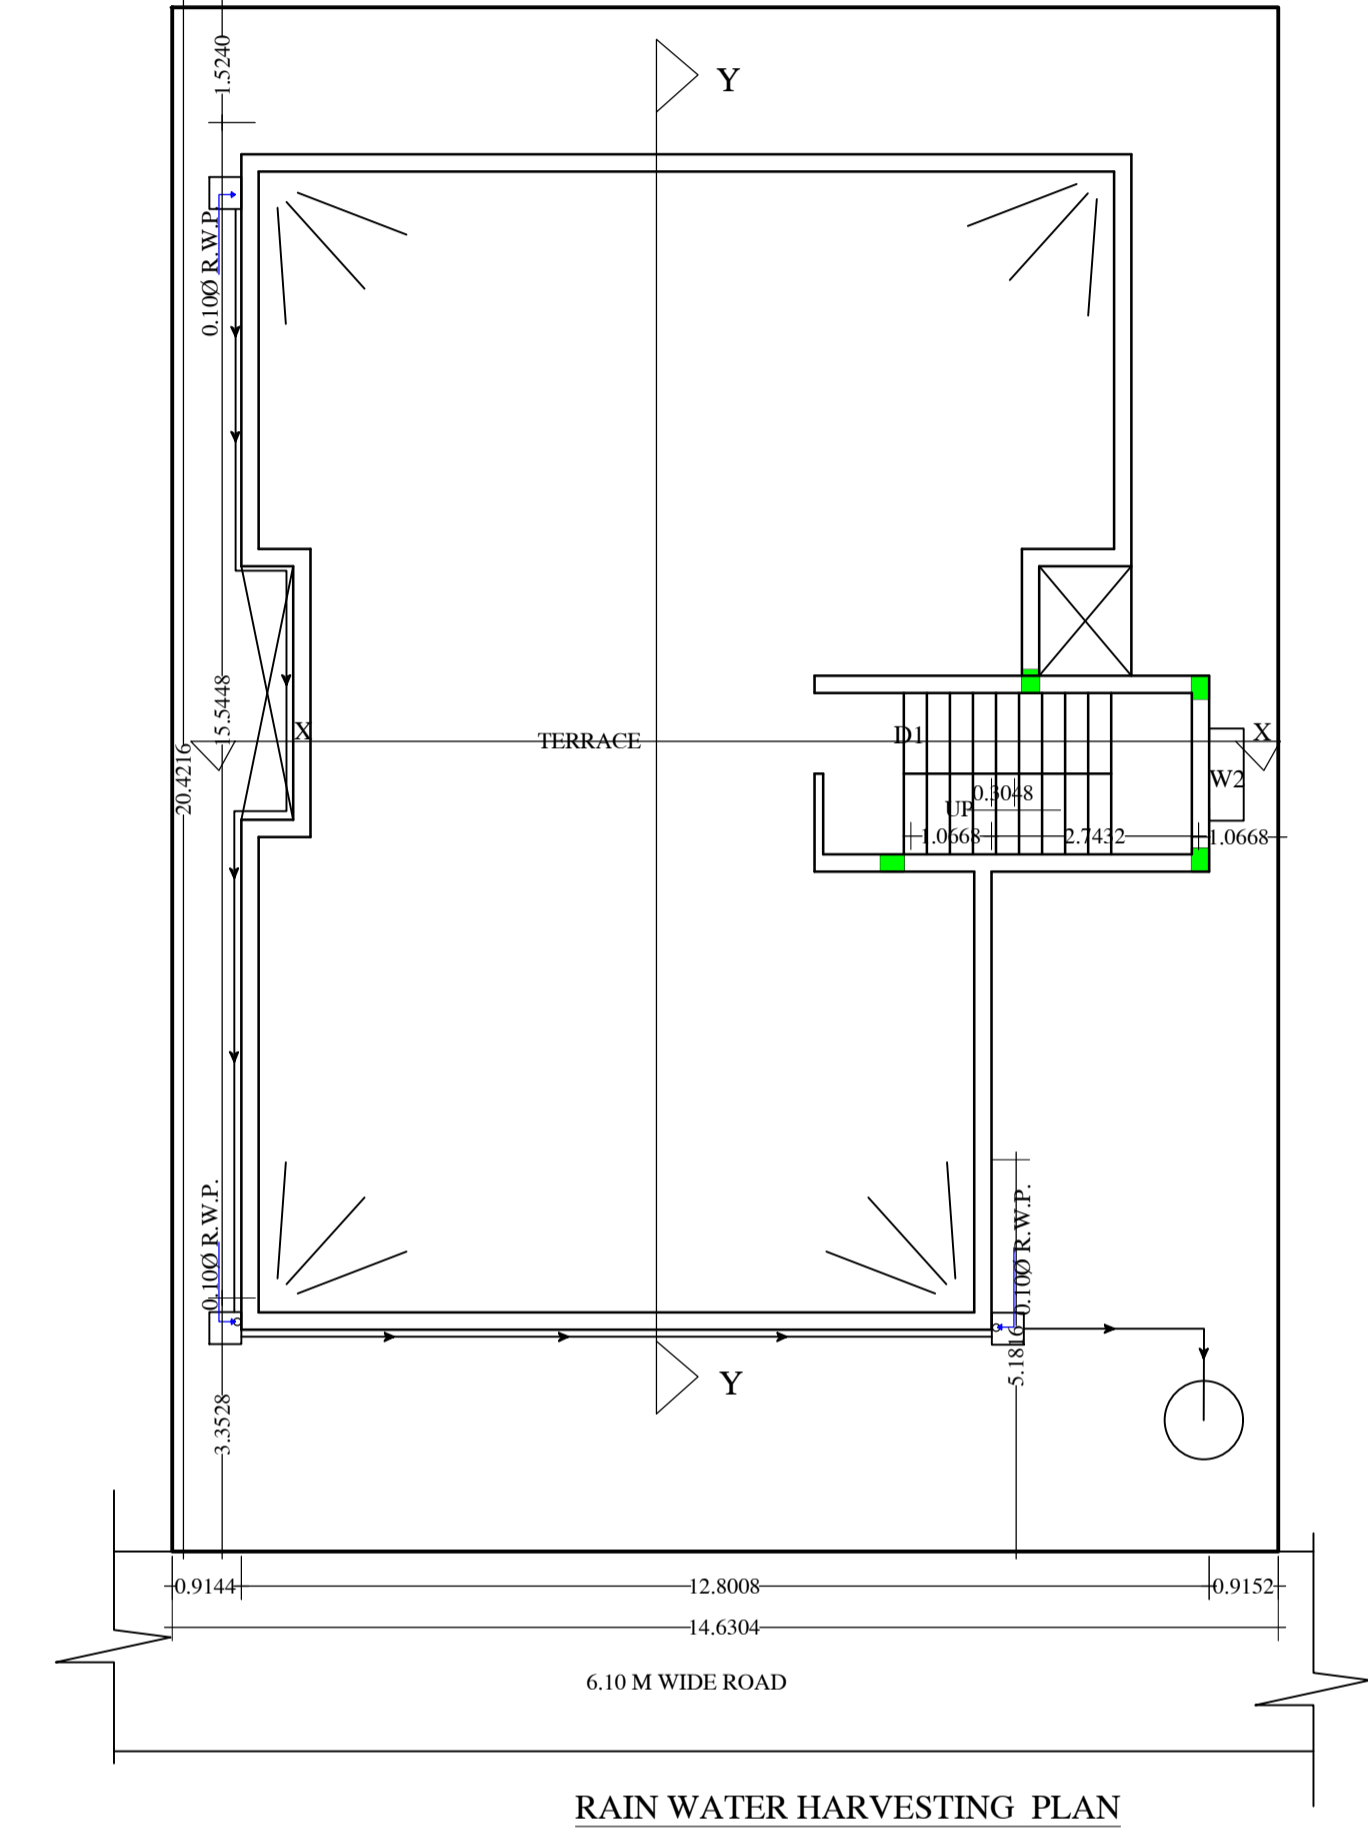 1.5240
Y
0.10Ø R.W.P.
TERRACE
D1
X
X
W2
15.5448
20.4216
0.3048
UP
1.0668
2.7432
1.0668
0.10Ø R.W.P.
0.10Ø R.W.P.
5.1816
Y
3.3528
0.9144
12.8008
0.9152
14.6304
6.10 M WIDE ROAD
RAIN WATER HARVESTING PLAN